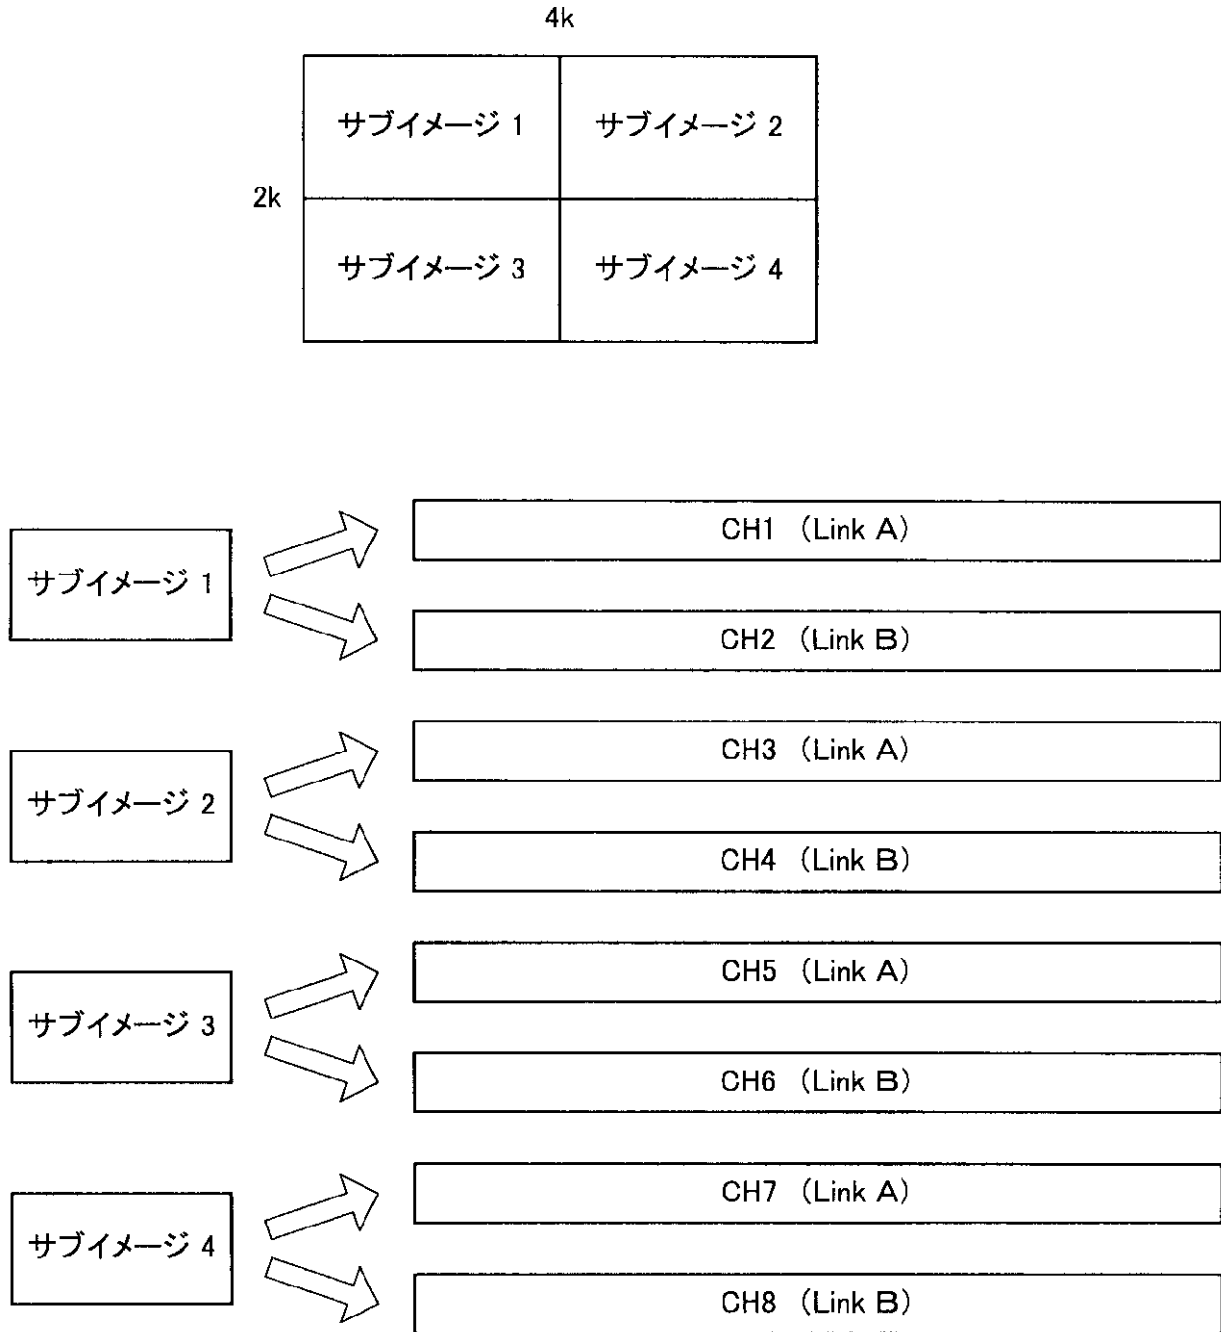 4k
サブイメージ 1
サブイメージ 2
2k
サブイメージ 3
サブイメージ 4
サブイメージ 1
CH1 (Link A)
CH2 (Link B)
サブイメージ 2
CH3 (Link A)
CH4 (Link B)
サブイメージ 3
CH5 (Link A)
CH6 (Link B)
サブイメージ 4
CH7 (Link A)
CH8 (Link B)